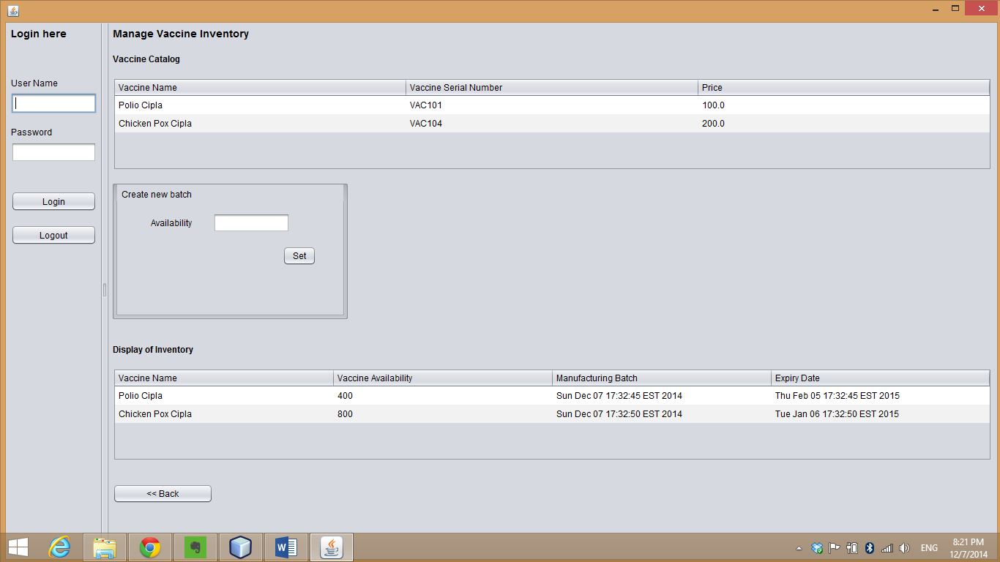 Login here
User Name
Password
Login
Logout
Manage Vaccine Inventory
Vaccine Catalog
Vaccine Name Vaccine Serial Number Price
Polio Cipla VAC101 100.0
Chicken Pox Cipla VAC104 200.0
Create new batch
Availability
Set
Display of Inventory
Vaccine Name Vaccine Availability Manufacturing Batch Expiry Date
Polio Cipla 400 Sun Dec 07 17:32:45 EST 2014 Thu Feb 05 17:32:45 EST 2015
Chicken Pox Cipla 800 Sun Dec 07 17:32:50 EST 2014 Tue Jan 06 17:32:50 EST 2015
<< Back
ENG
8:21 PM
12/7/2014